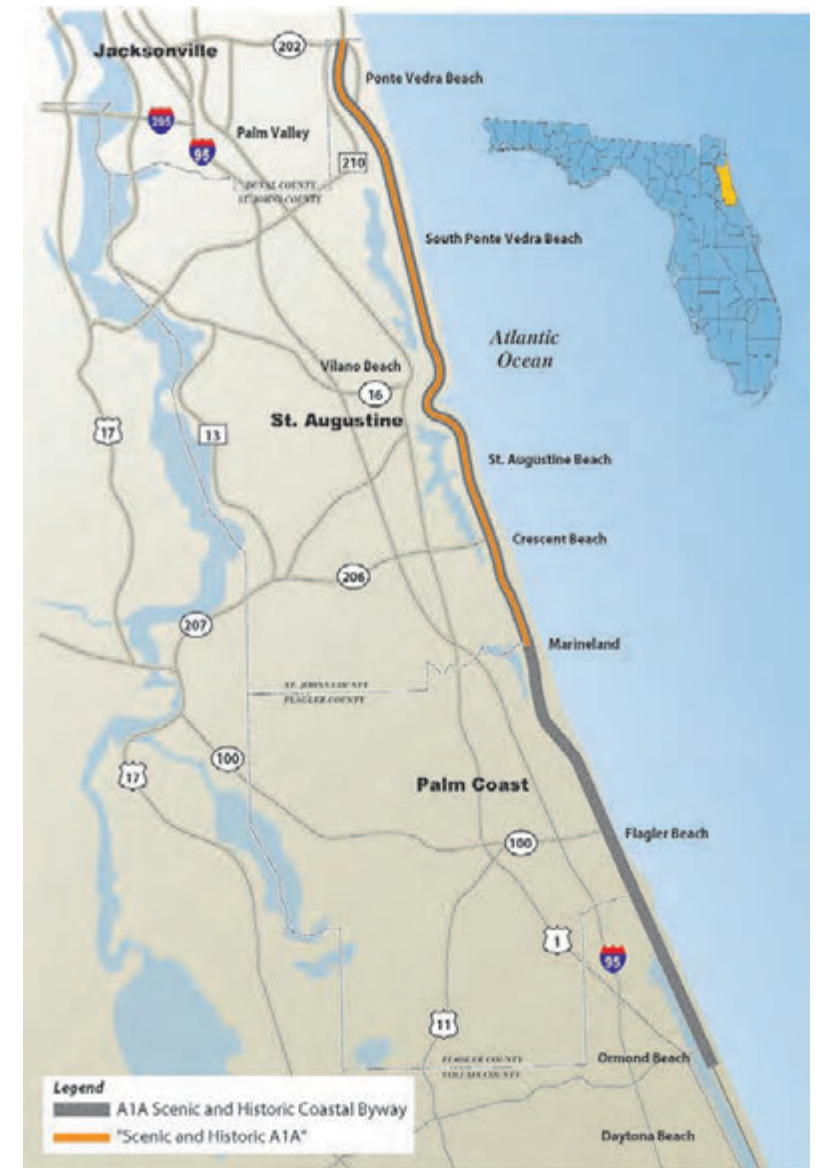 Jacksonville
202
Ponte Vedra Beach
295
95
Palm Valley
210
DUVAL COUNTY
ST. JOHNS COUNTY
South Ponte Vedra Beach
Atlantic
Ocean
Vilano Beach
16
St. Augustine
17
13
St. Augustine Beach
Crescent Beach
206
207
Marineland
ST. JOHNS COUNTY
FLAGLER COUNTY
100
17
Palm Coast
Flagler Beach
100
1
95
11
Ormond Beach
FLAGLER COUNTY
VOLUSIA COUNTY
Legend
A1A Scenic and Historic Coastal Byway
"Scenic and Historic A1A"
Daytona Beach